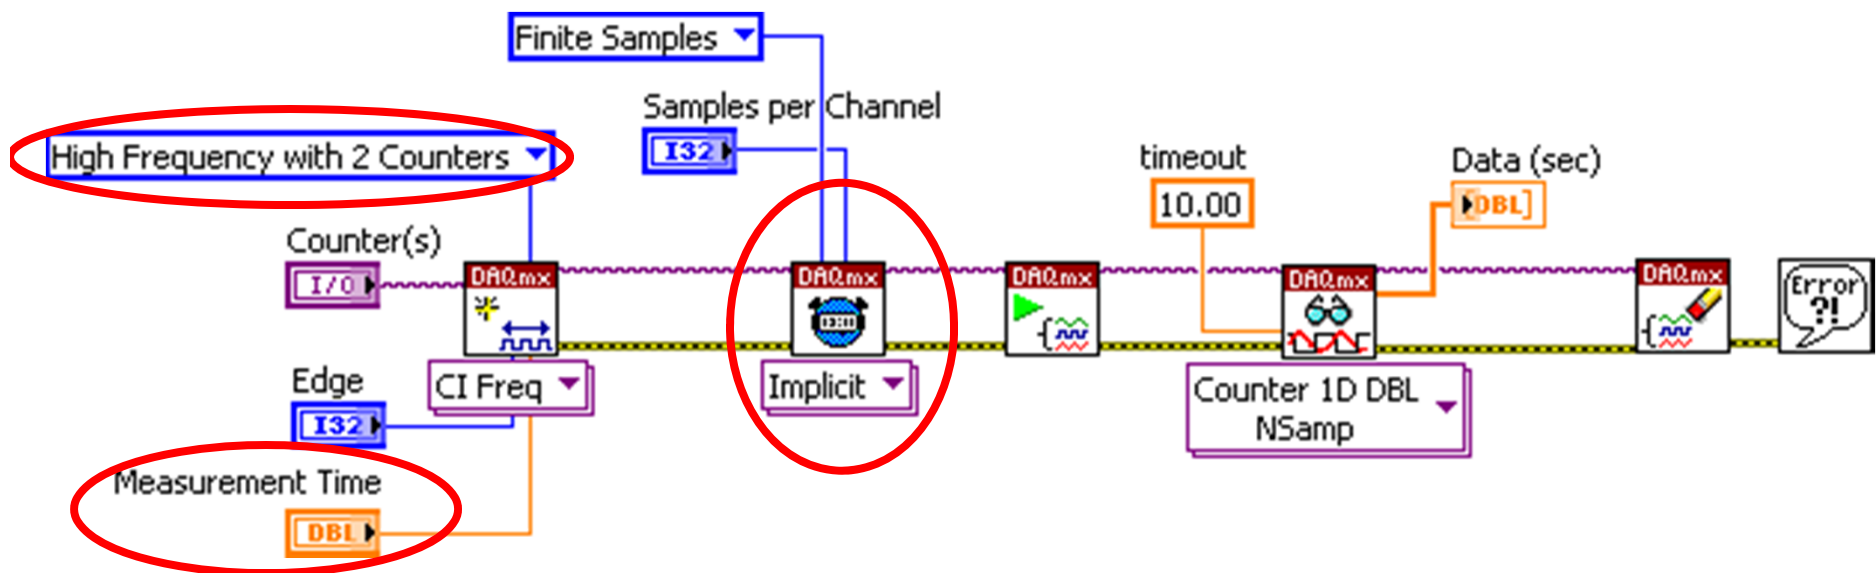 Finite Samples
Samples per Channel
I32
High Frequency with 2 Counters
timeout
10.00
Data (sec)
DBL]
Counter(s)
I/O
DAQmx
DAQmx
DAQmx
DAQmx
DAQmx
Error
?!
CI Freq
Implicit
Counter 1D DBL
NSamp
Edge
I32
Measurement Time
DBL